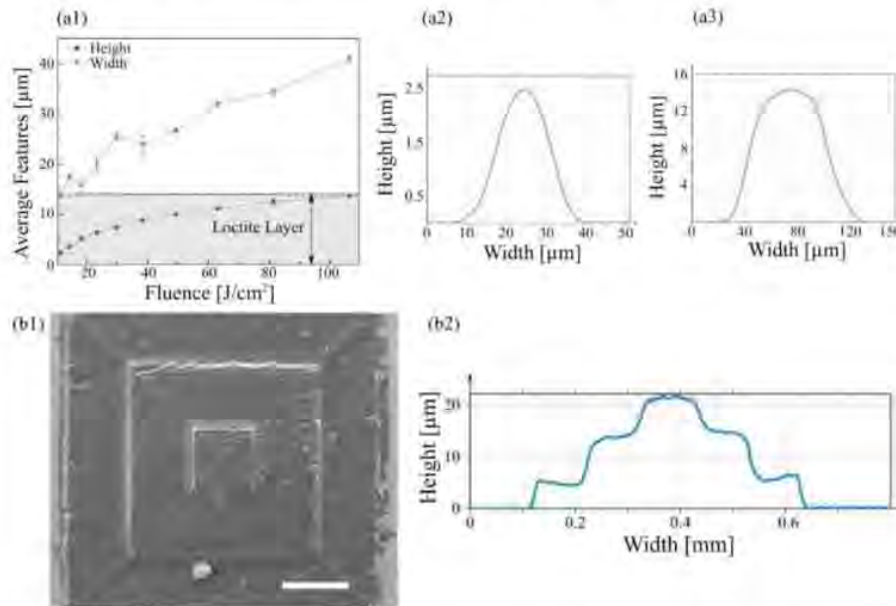 (a1)
Height
Width
40
30
20
10
0
Average Features [µm]
Loctite Layer
20 40 60 80 100
Fluence [J/cm²]
(a2)
2.5
1.5
0.5
Height [µm]
0 10 20 30 40 50
Width [µm]
(a3)
16
12
8
4
Height [µm]
0 40 80 120
Width [µm]
(b1)
(b2)
20
10
0
Height [µm]
0 0.2 0.4 0.6
Width [mm]